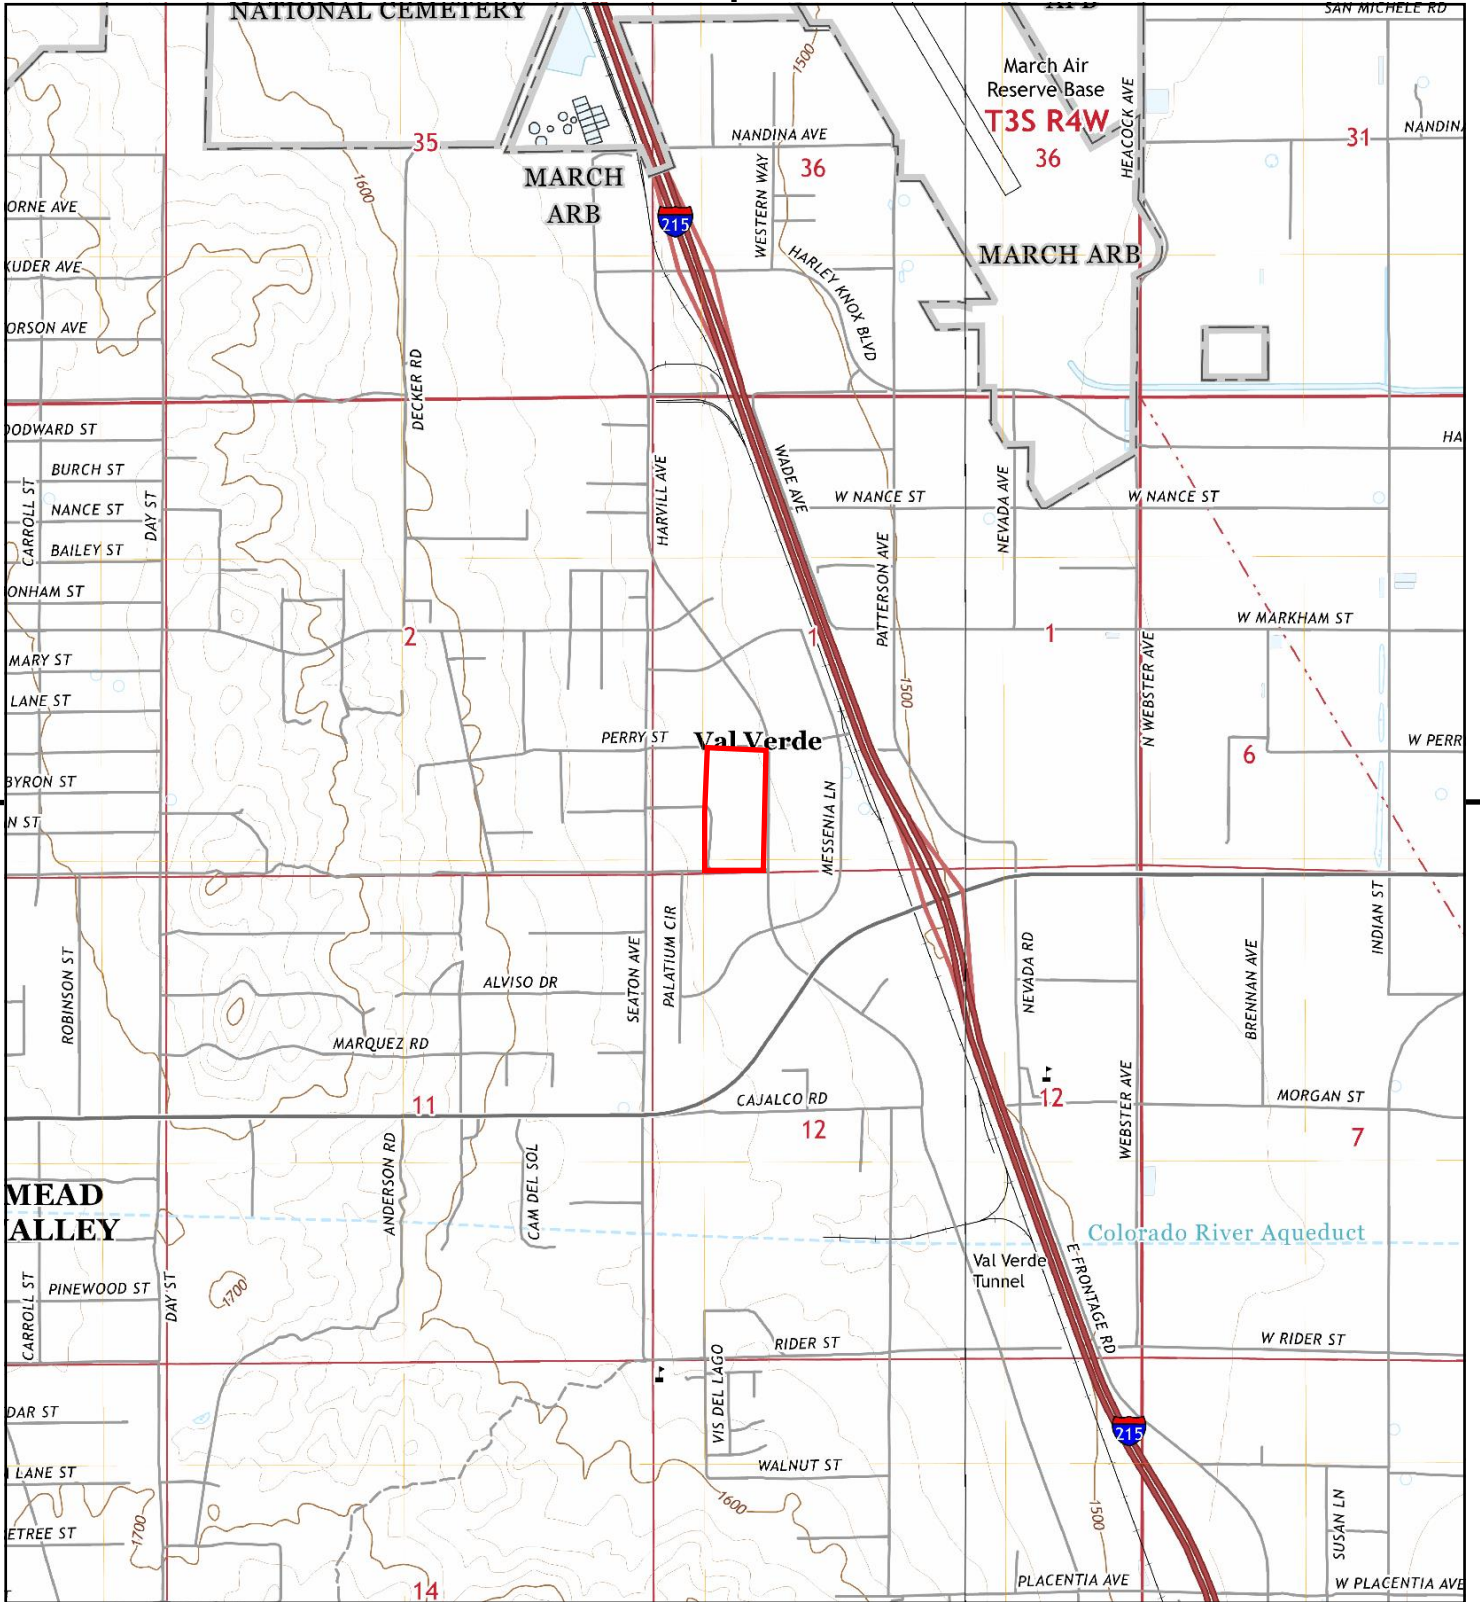 NATIONAL CEMETERY
AFB
SAN MICHELE RD
1500
March Air
Reserve Base
T3S R4W
36
HEACOCK AVE
NANDINA AVE
WESTERN WAY
36
35
31
NANDIN
1600
MARCH
ARB
215
MARCH ARB
HARLEY KNOX BLVD
ORNE AVE
KUDER AVE
ORSON AVE
DECKER RD
OODWARD ST
BURCH ST
CARROLL ST
NANCE ST
DAY ST
BAILEY ST
ONHAM ST
HARVILL AVE
WADE AVE
W NANCE ST
NEVADA AVE
W NANCE ST
HA
PATTERSON AVE
2
1
1
W MARKHAM ST
MARY ST
LANE ST
1500
N WEBSTER AVE
PERRY ST
Val Verde
W PERR
6
BYRON ST
N ST
MESSENIA LN
INDIAN ST
ROBINSON ST
SEATON AVE
PALATIUM CIR
ALVISO DR
NEVADA RD
BRENNAN AVE
MARQUEZ RD
11
CAJALCO RD
12
12
WEBSTER AVE
MORGAN ST
7
ANDERSON RD
CAM DEL SOL
MEAD
ALLEY
Colorado River Aqueduct
Val Verde
Tunnel
E FRONTAGE RD
CARROLL ST
PINEWOOD ST
DAY ST
1700
RIDER ST
W RIDER ST
VIS DEL LAGO
DAR ST
215
LANE ST
WALNUT ST
1600
1500
SUSAN LN
ETREE ST
1700
14
PLACENTIA AVE
W PLACENTIA AVE